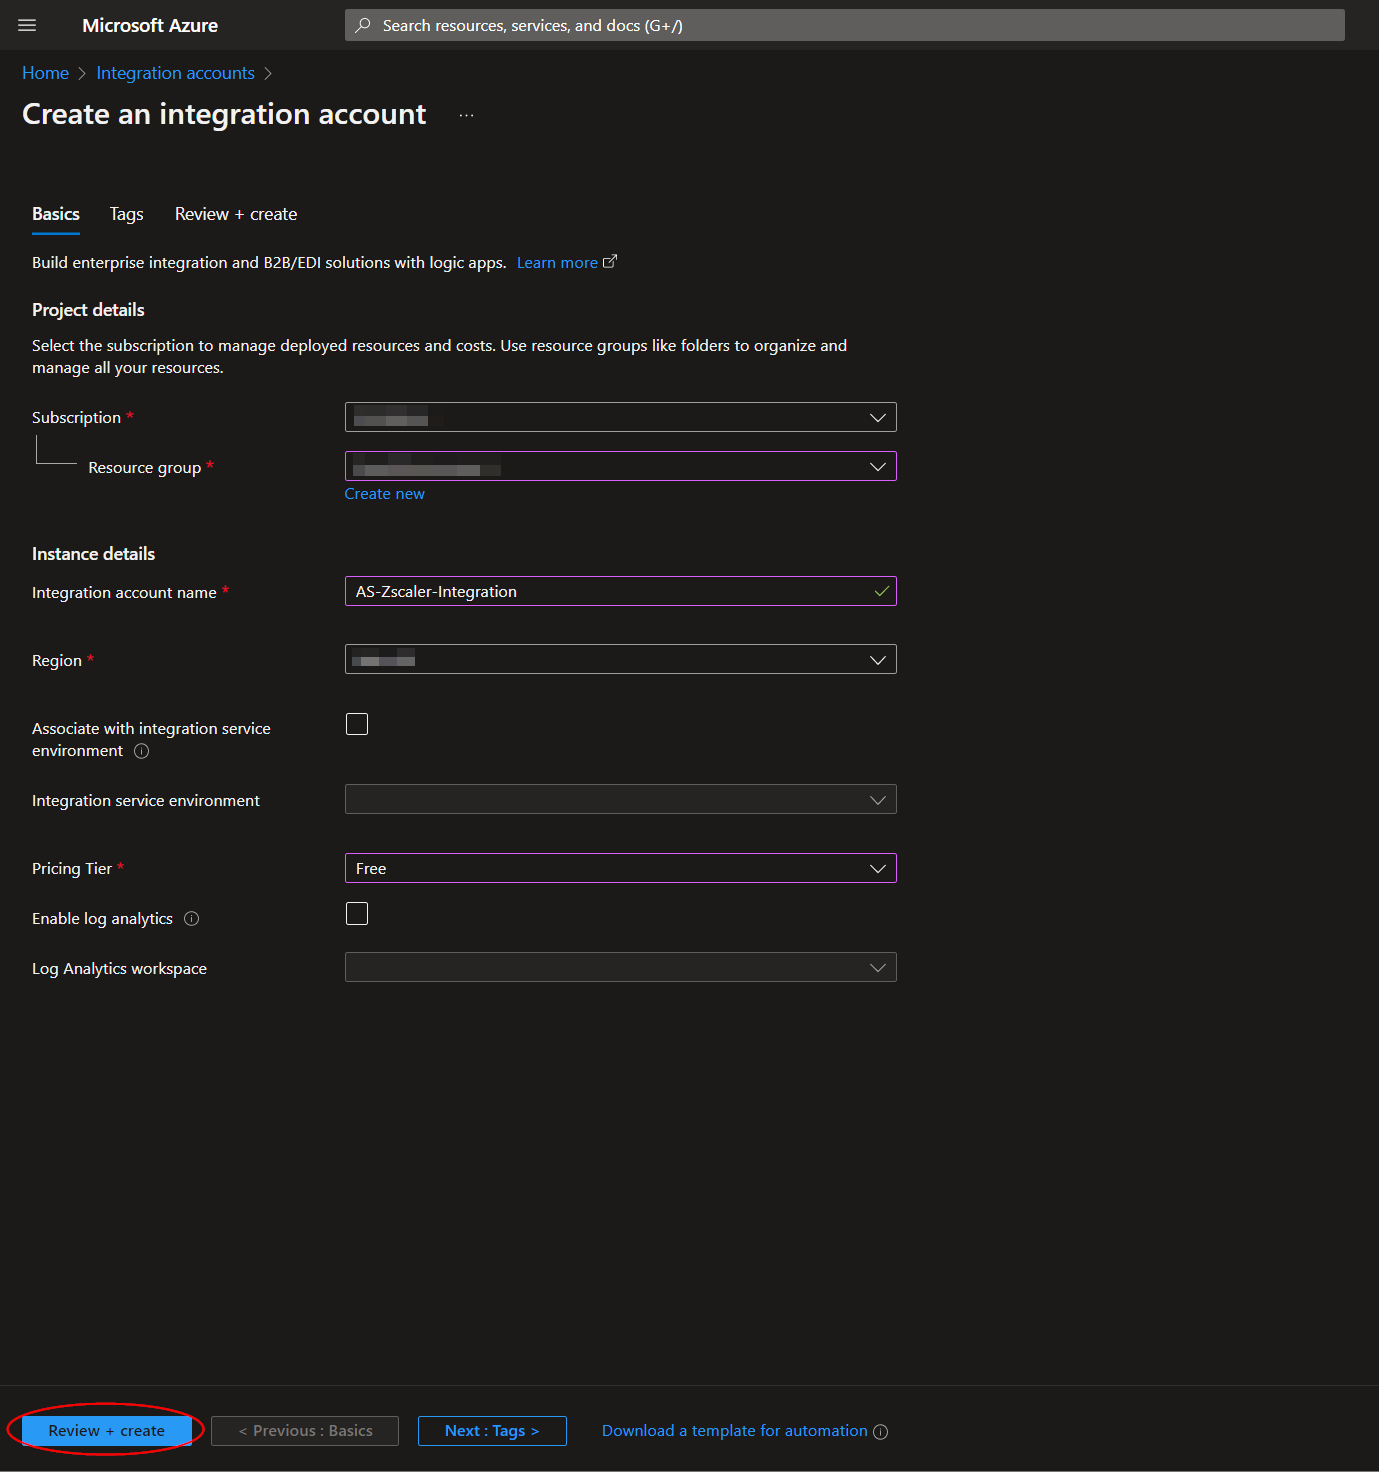 Microsoft Azure
Search resources, services, and docs (G+/)
Home > Integration accounts >
Create an integration account ...
Basics Tags Review + create
Build enterprise integration and B2B/EDI solutions with logic apps. Learn more
Project details
Select the subscription to manage deployed resources and costs. Use resource groups like folders to organize and
manage all your resources.
Subscription *
Resource group *
Create new
Instance details
Integration account name * AS-Zscaler-Integration
Region *
Associate with integration service
environment
Integration service environment
Pricing Tier * Free
Enable log analytics
Log Analytics workspace
Review + create < Previous : Basics Next : Tags > Download a template for automation